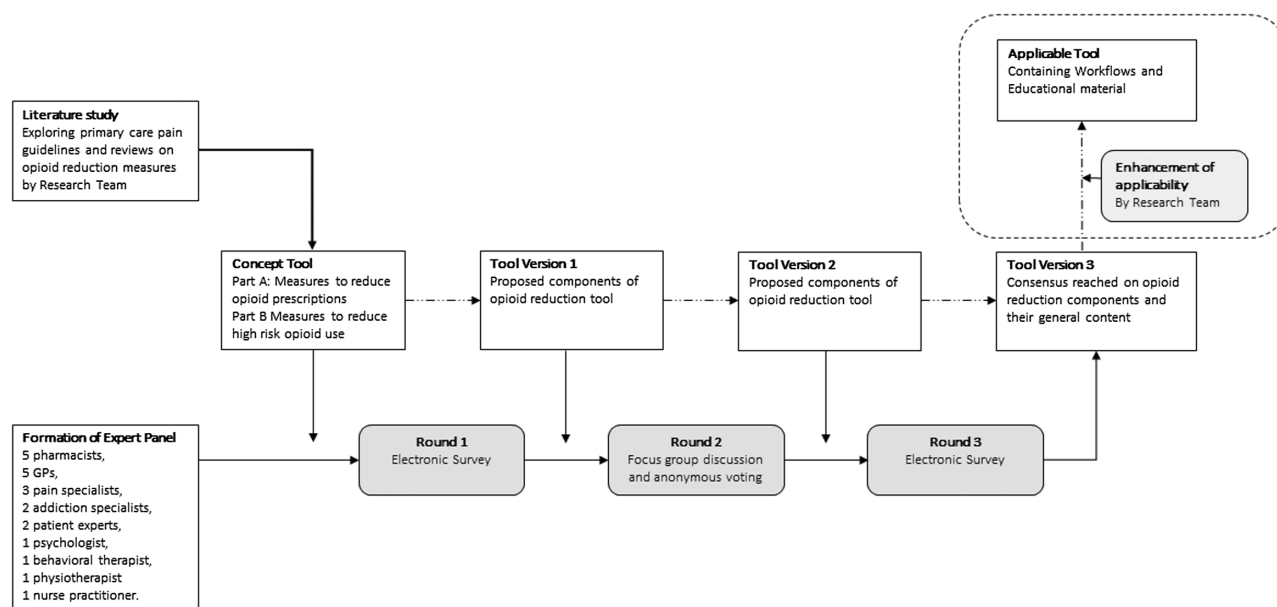 Literature study
Exploring primary care pain
guidelines and reviews on
opioid reduction measures
by Research Team
Applicable Tool
Containing Workflows and
Educational material
Enhancement of
applicability
By Research Team
Concept Tool
Part A: Measures to reduce
opioid prescriptions
Part B Measures to reduce
high risk opioid use
Tool Version 1
Proposed components of
opioid reduction tool
Tool Version 2
Proposed components of
opioid reduction tool
Tool Version 3
Consensus reached on opioid
reduction components and
their general content
Formation of Expert Panel
5 pharmacists,
5 GPs,
3 pain specialists,
2 addiction specialists,
2 patient experts,
1 psychologist,
1 behavioral therapist,
1 physiotherapist
1 nurse practitioner.
Round 1
Electronic Survey
Round 2
Focus group discussion
and anonymous voting
Round 3
Electronic Survey